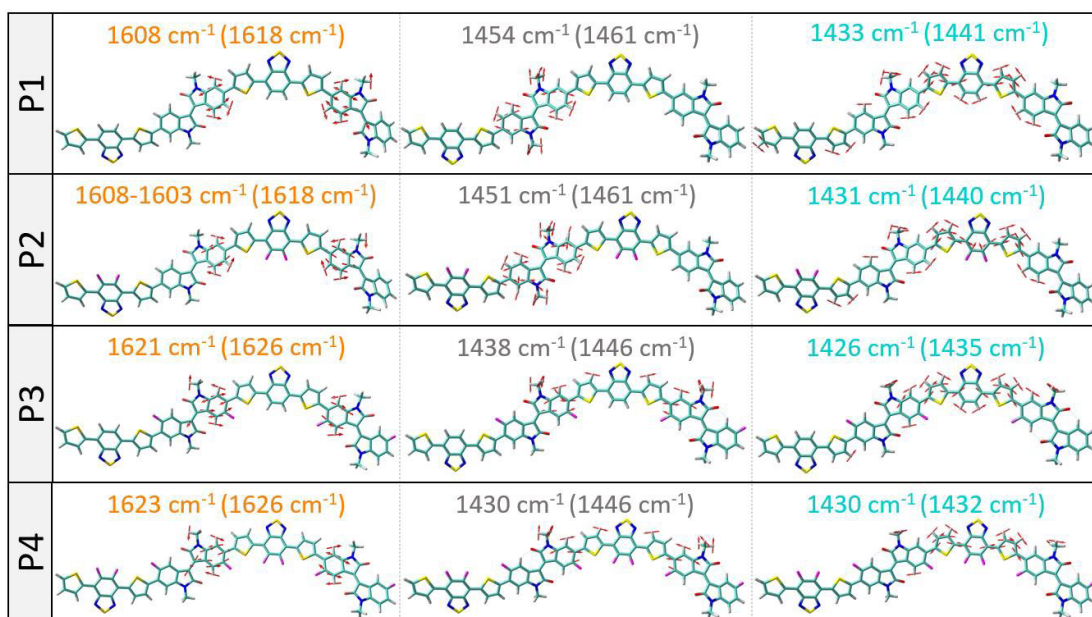 P1
1608 cm⁻¹ (1618 cm⁻¹)
1454 cm⁻¹ (1461 cm⁻¹)
1433 cm⁻¹ (1441 cm⁻¹)
P2
1608-1603 cm⁻¹ (1618 cm⁻¹)
1451 cm⁻¹ (1461 cm⁻¹)
1431 cm⁻¹ (1440 cm⁻¹)
P3
1621 cm⁻¹ (1626 cm⁻¹)
1438 cm⁻¹ (1446 cm⁻¹)
1426 cm⁻¹ (1435 cm⁻¹)
P4
1623 cm⁻¹ (1626 cm⁻¹)
1430 cm⁻¹ (1446 cm⁻¹)
1430 cm⁻¹ (1432 cm⁻¹)